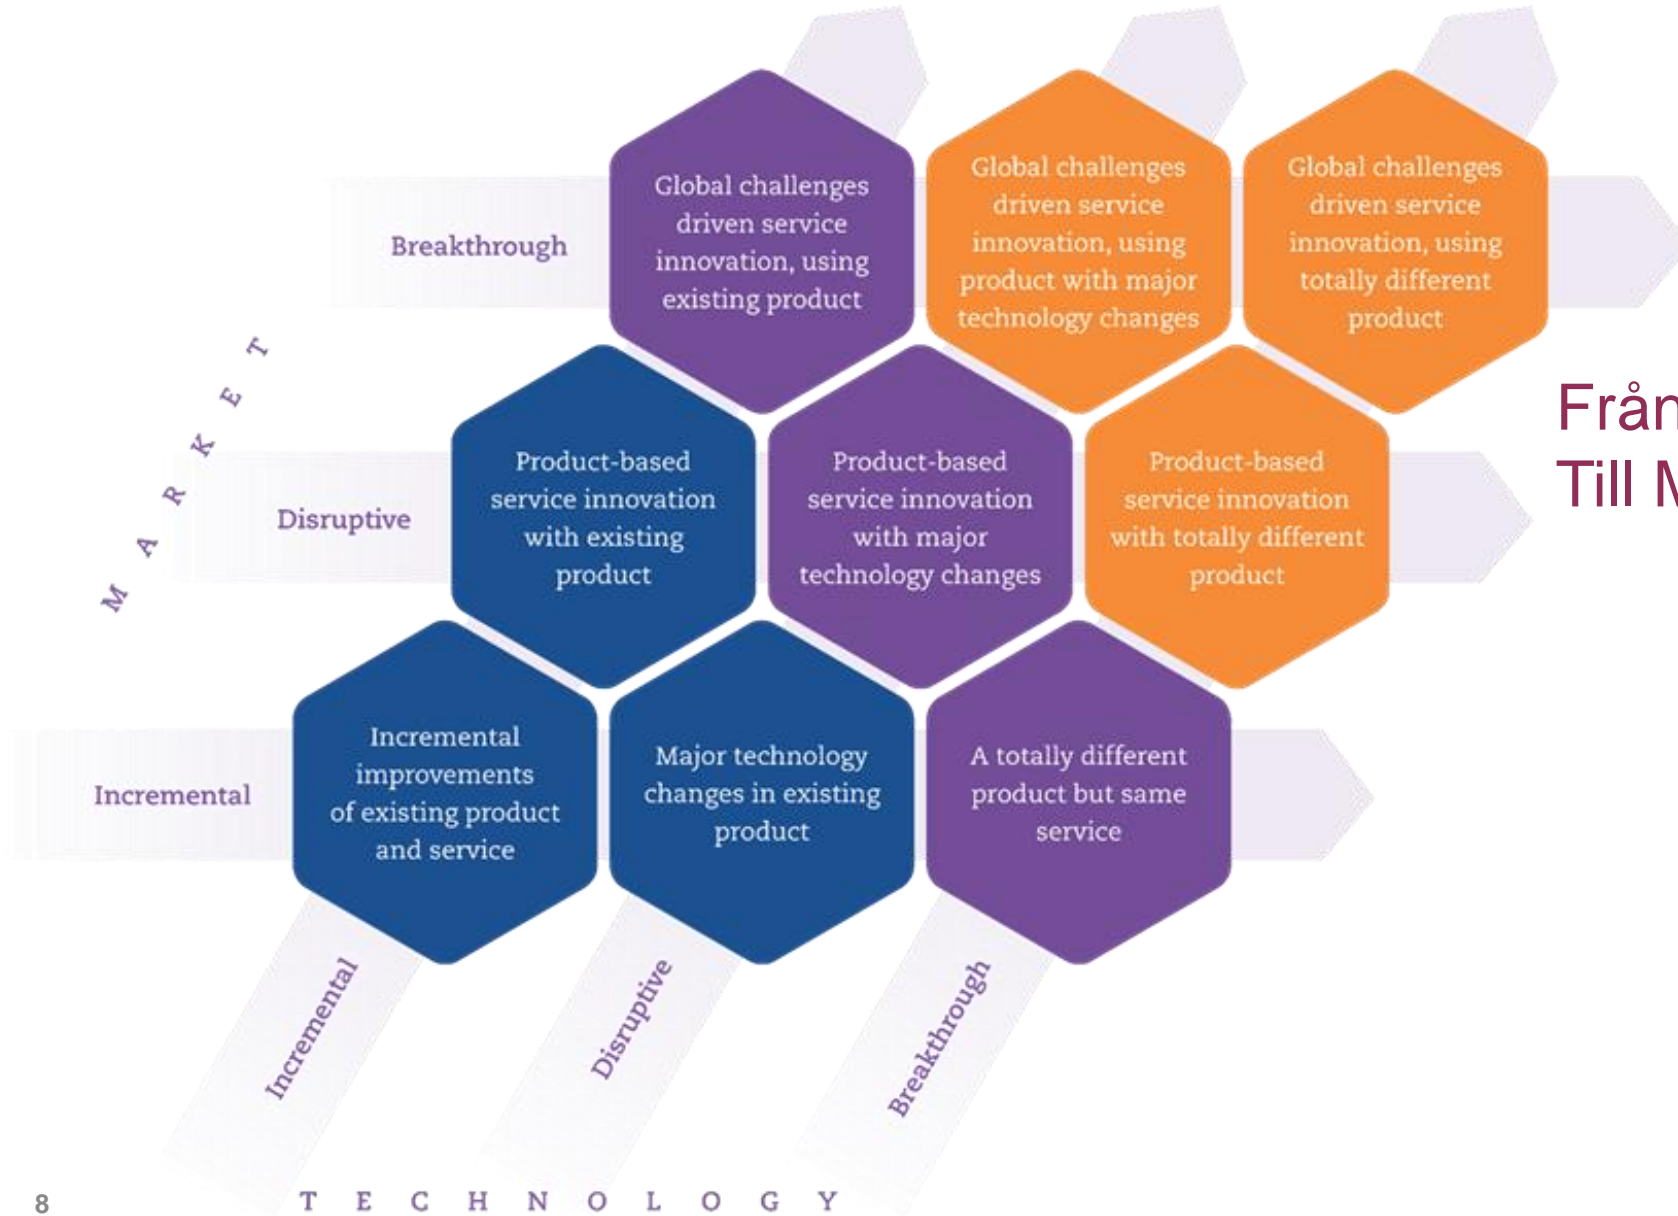 Global challenges
driven service
innovation, using
existing product
Global challenges
driven service
innovation, using
product with major
technology changes
Global challenges
driven service
innovation, using
totally different
product
Breakthrough
MARKET
Från
Till
Product-based
service innovation
with existing
product
Product-based
service innovation
with major
technology changes
Product-based
service innovation
with totally different
product
Disruptive
Incremental
improvements
of existing product
and service
Major technology
changes in existing
product
A totally different
product but same
service
Incremental
Incremental
Disruptive
Breakthrough
8
TECHNOLOGY